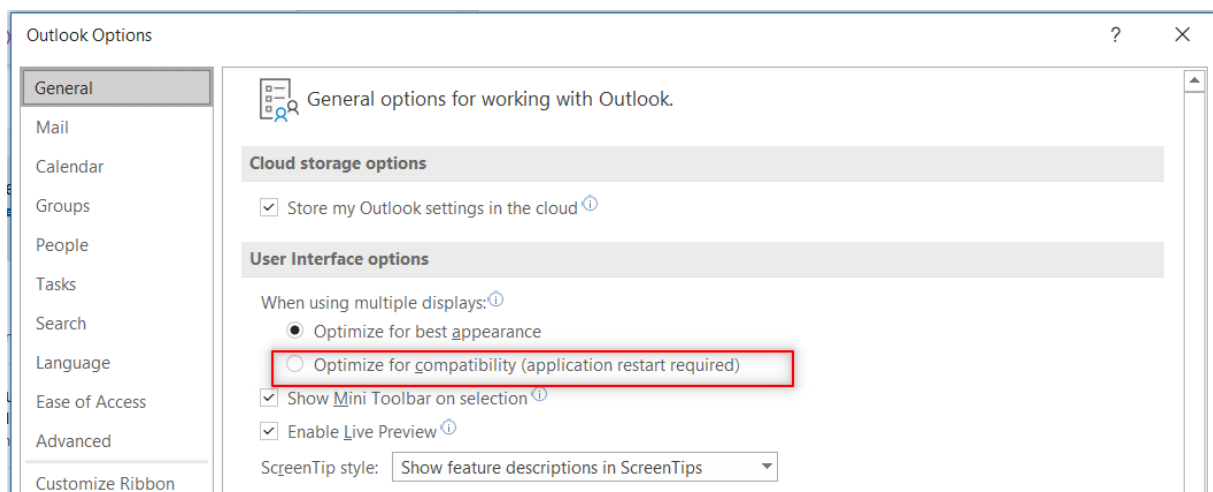 Outlook Options
?
General
Mail
Calendar
Groups
People
Tasks
Search
Language
Ease of Access
Advanced
Customize Ribbon
General options for working with Outlook.
Cloud storage options
Store my Outlook settings in the cloud
User Interface options
When using multiple displays:
Optimize for best appearance
Optimize for compatibility (application restart required)
Show Mini Toolbar on selection
Enable Live Preview
ScreenTip style: Show feature descriptions in ScreenTips